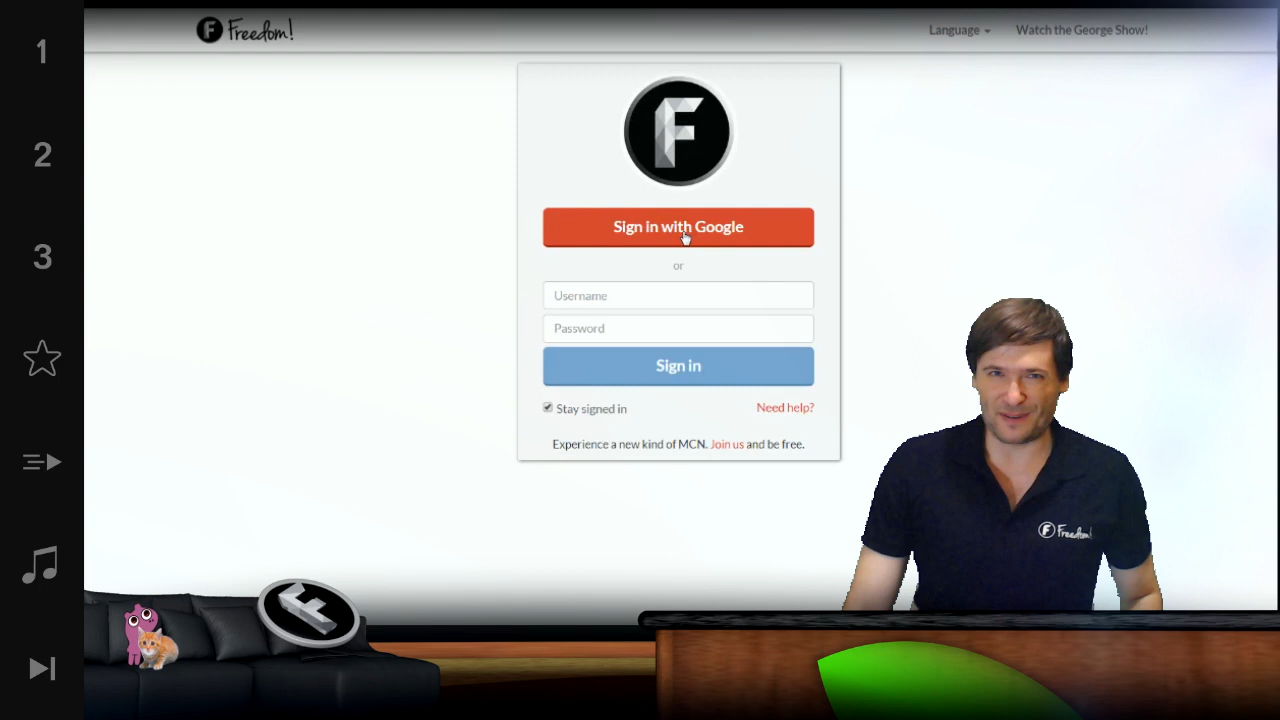 1
2
3
F Freedom!
Language
Watch the George Show!
F
Sign in with Google
or
Username
Password
Sign in
Stay signed in
Need help?
Experience a new kind of MCN. Join us and be free.
F Freedom!
F